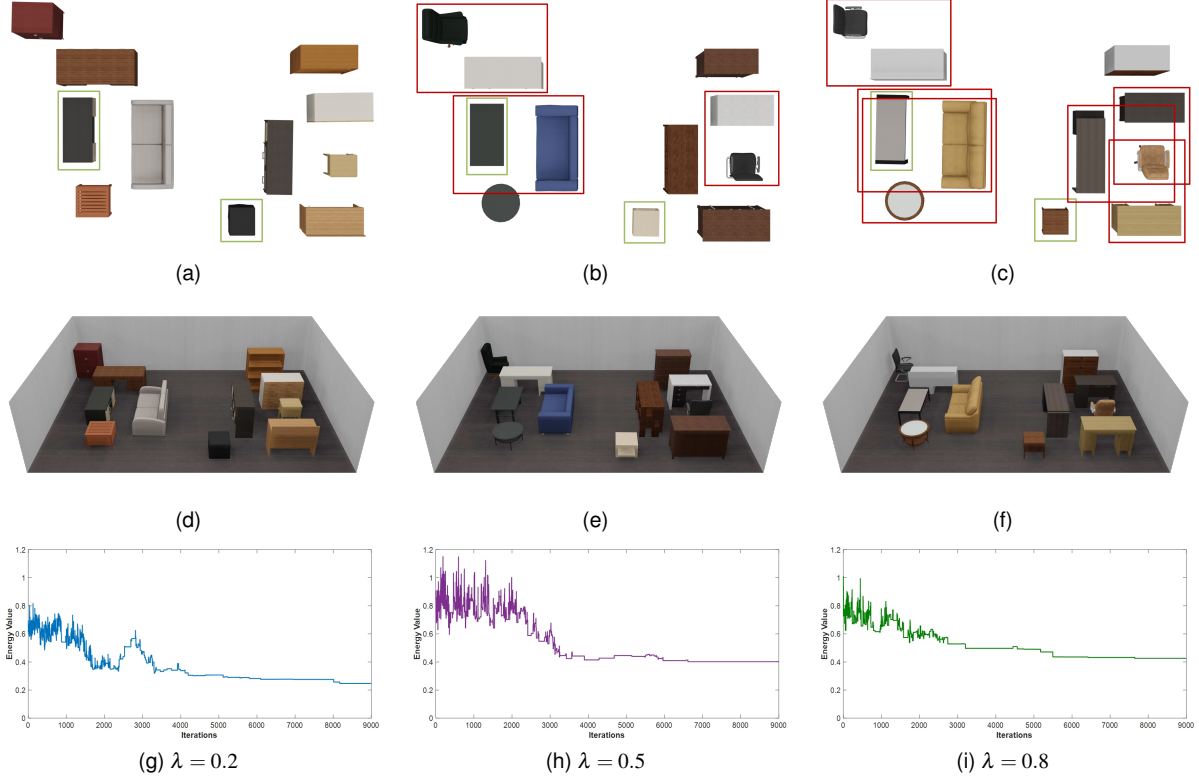 (a)
(b)
(c)
(d)
(e)
(f)
1.2
1
0.8
0.6
0.4
0.2
0
Energy Value
0 1000 2000 3000 4000 5000 6000 7000 8000 9000
Iterations
(g) λ = 0.2
1.2
1
0.8
0.6
0.4
0.2
0
Energy Value
0 1000 2000 3000 4000 5000 6000 7000 8000 9000
Iterations
(h) λ = 0.5
1.2
1
0.8
0.6
0.4
0.2
0
Energy Value
0 1000 2000 3000 4000 5000 6000 7000 8000 9000
Iterations
(i) λ = 0.8